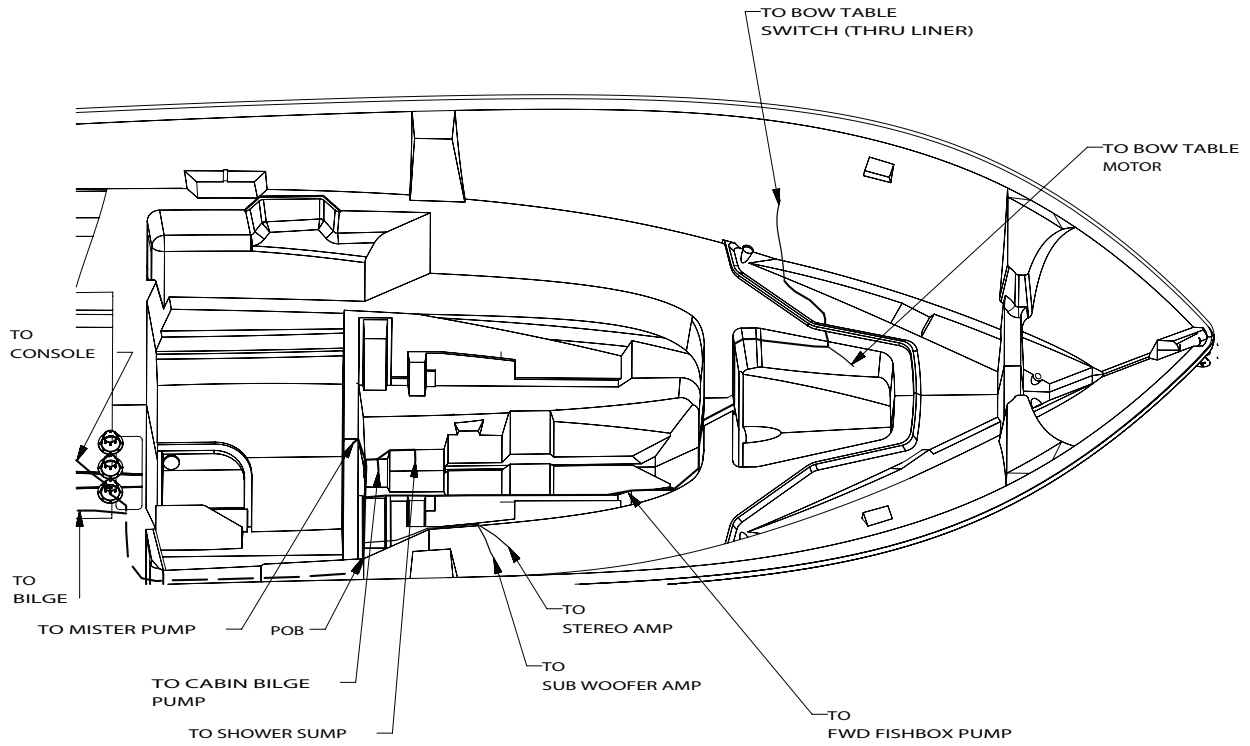 TO BOW TABLE
SWITCH (THRU LINER)
TO BOW TABLE
MOTOR
TO
CONSOLE
TO
BILGE
TO MISTER PUMP
POB
TO
STEREO AMP
TO
SUB WOOFER AMP
TO CABIN BILGE
PUMP
TO SHOWER SUMP
TO
FWD FISHBOX PUMP